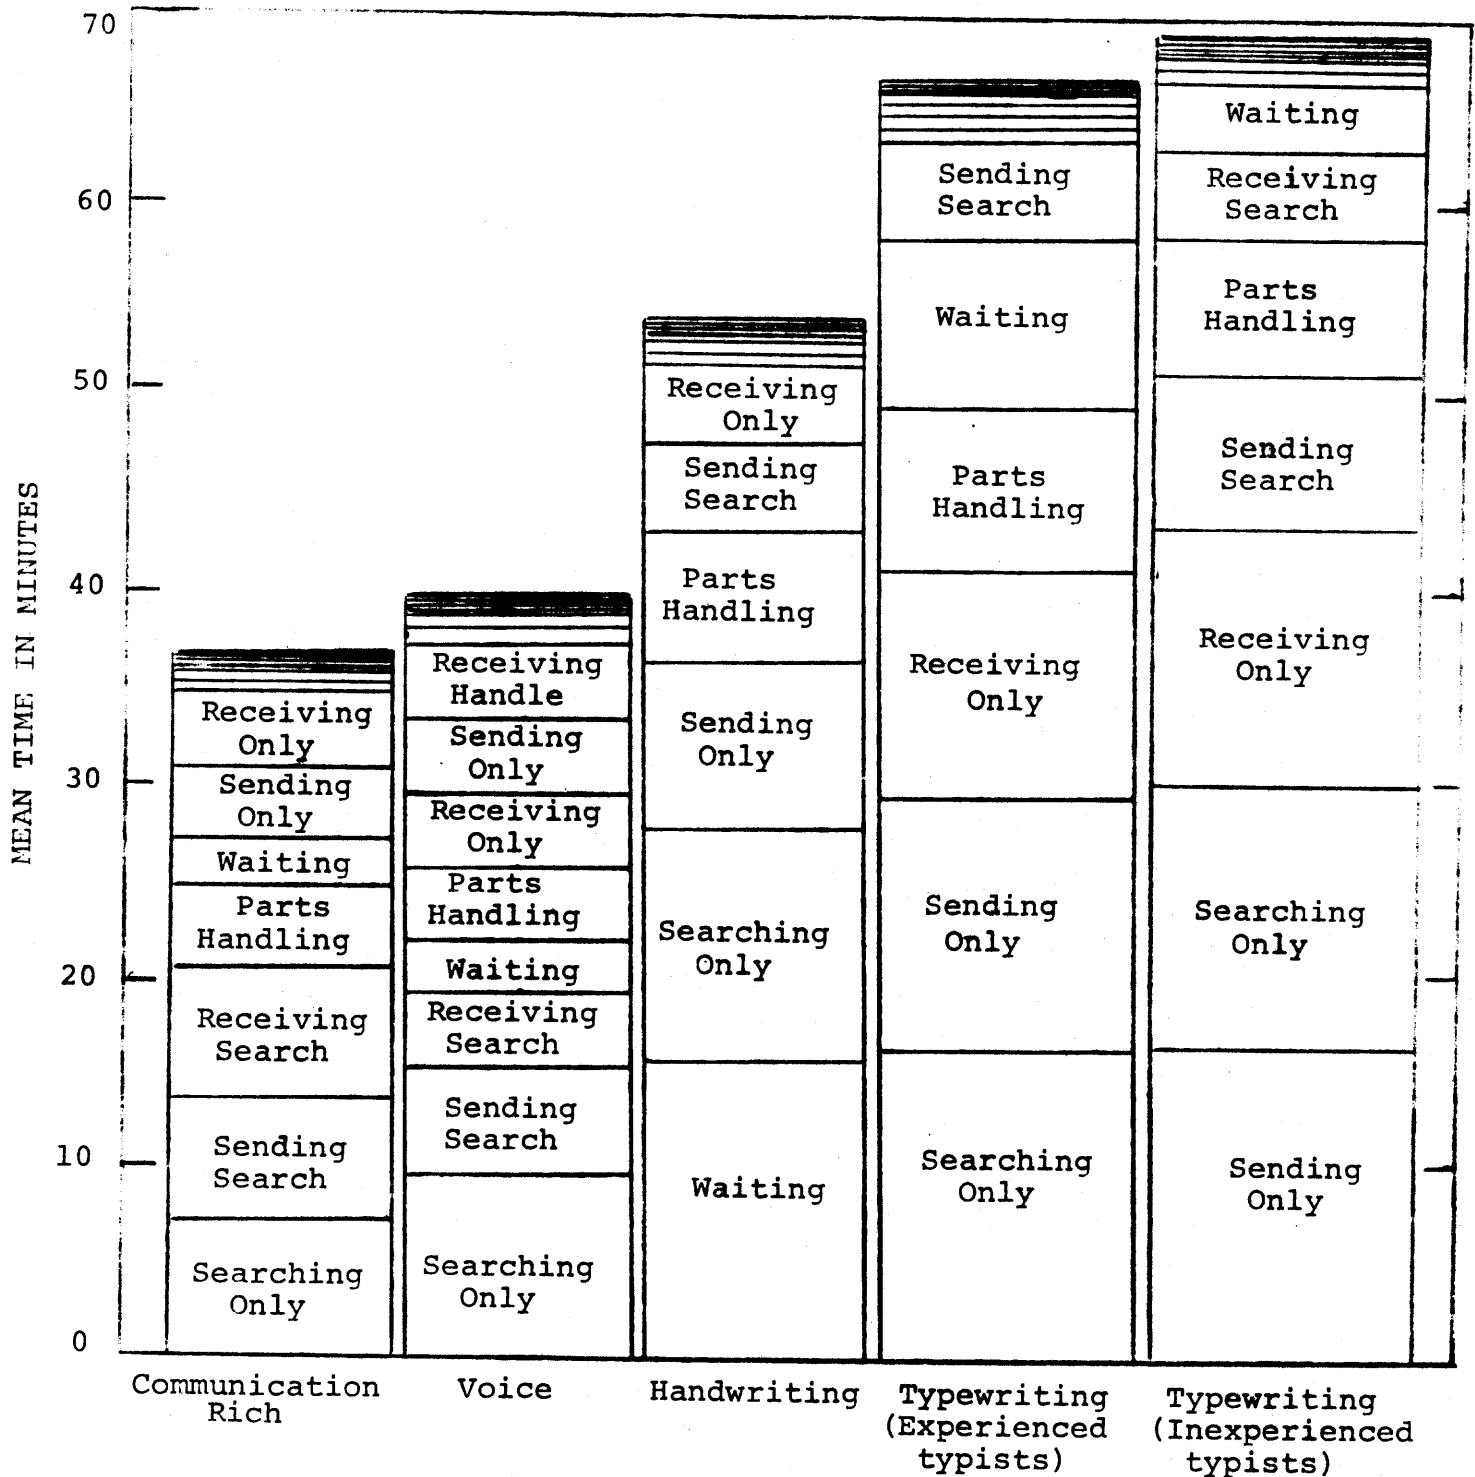 MEAN TIME IN MINUTES
70
60
50
40
30
20
10
0
Receiving
Only
Sending
Only
Waiting
Parts
Handling
Receiving
Search
Sending
Search
Searching
Only
Communication
Rich
Receiving
Handle
Sending
Only
Receiving
Only
Parts
Handling
Waiting
Receiving
Search
Sending
Search
Searching
Only
Voice
Receiving
Only
Sending
Search
Parts
Handling
Sending
Only
Searching
Only
Waiting
Handwriting
Sending
Search
Waiting
Parts
Handling
Receiving
Only
Sending
Only
Searching
Only
Typewriting
(Experienced
typists)
Waiting
Receiving
Search
Parts
Handling
Sending
Search
Receiving
Only
Searching
Only
Sending
Only
Typewriting
(Inexperienced
typists)